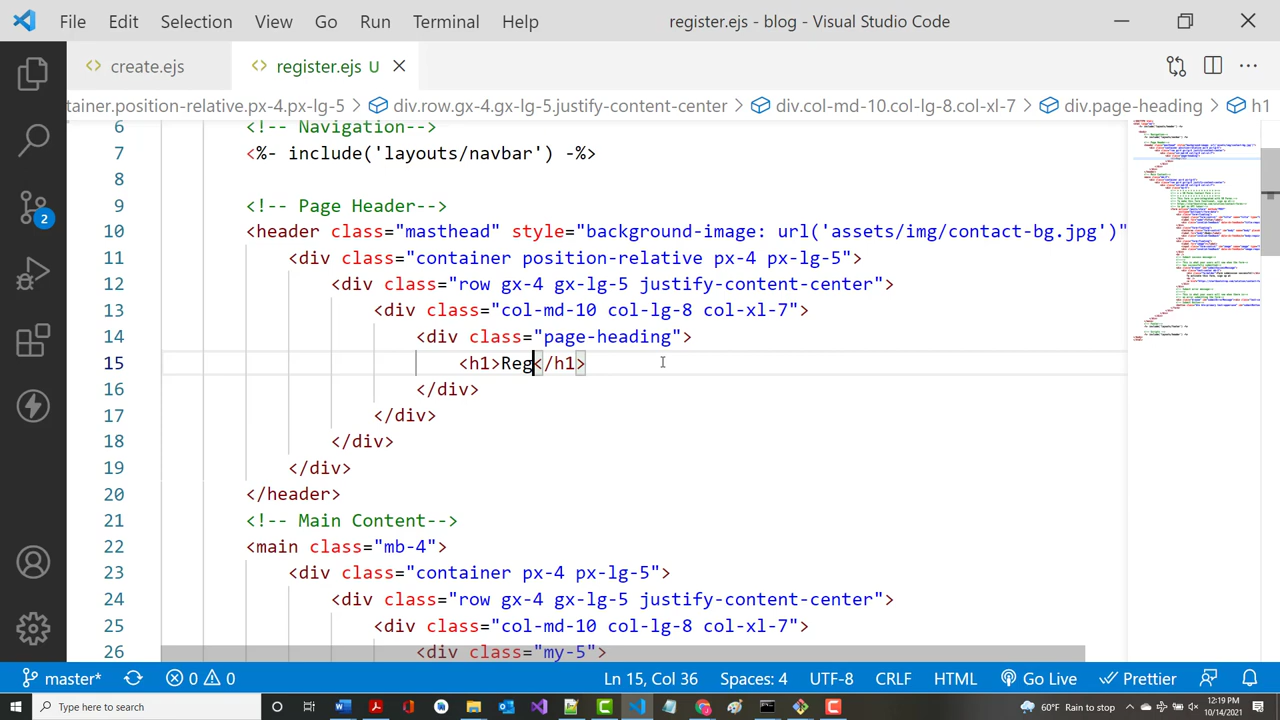 File Edit Selection View Go Run Terminal Help register.ejs - blog - Visual Studio Code
create.ejs register.ejs U
tainer.position-relative.px-4.px-lg-5 > div.row.gx-4.gx-lg-5.justify-content-center > div.col-md-10.col-lg-8.col-xl-7 > div.page-heading > h1
6 <!-- Navigation-->
7 <%- include('layouts/navbar') -%>
8
9 <!-- Page Header-->
10 <header class="masthead" style="background-image: url('assets/img/contact-bg.jpg')"
11 <div class="container position-relative px-4 px-lg-5">
12 <div class="row gx-4 gx-lg-5 justify-content-center">
13 <div class="col-md-10 col-lg-8 col-xl-7">
14 <div class="page-heading">
15 <h1>Reg</h1>
16 </div>
17 </div>
18 </div>
19 </div>
20 </header>
21 <!-- Main Content-->
22 <main class="mb-4">
23 <div class="container px-4 px-lg-5">
24 <div class="row gx-4 gx-lg-5 justify-content-center">
25 <div class="col-md-10 col-lg-8 col-xl-7">
26 <div class="my-5">
2
master* 0 0 Ln 15, Col 36 Spaces: 4 UTF-8 CRLF HTML Go Live Prettier
Type here to search 60°F Rain to stop 12:19 PM
10/14/2021